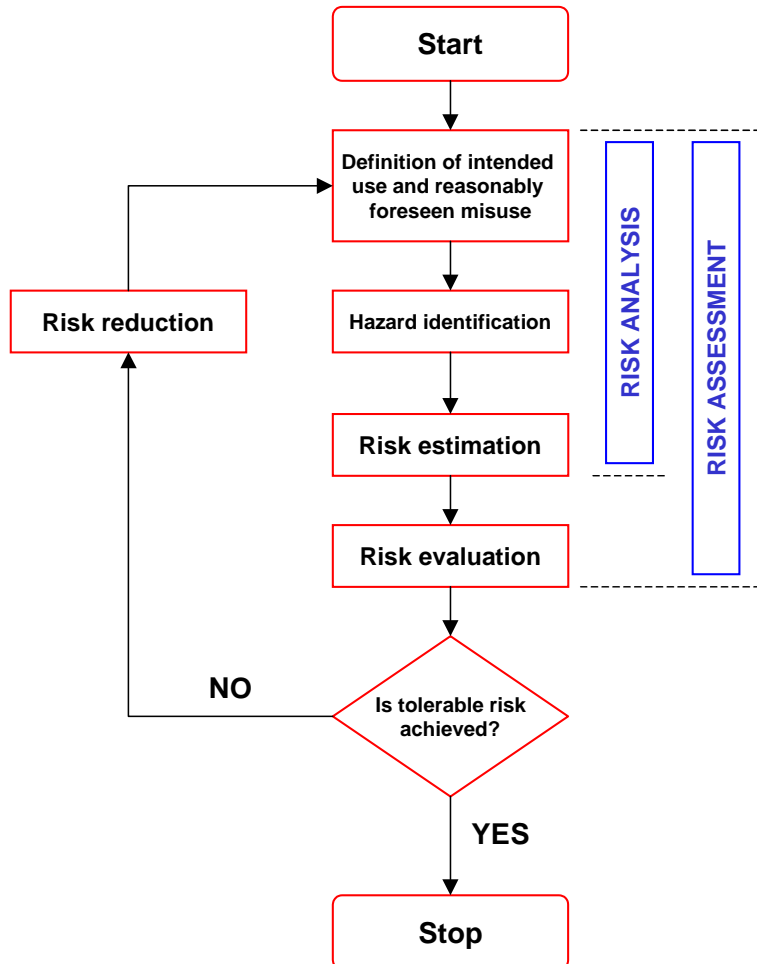 Start
Definition of intended
use and reasonably
foreseen misuse
Risk reduction
Hazard identification
Risk estimation
Risk evaluation
RISK ANALYSIS
RISK ASSESSMENT
NO
Is tolerable risk
achieved?
YES
Stop